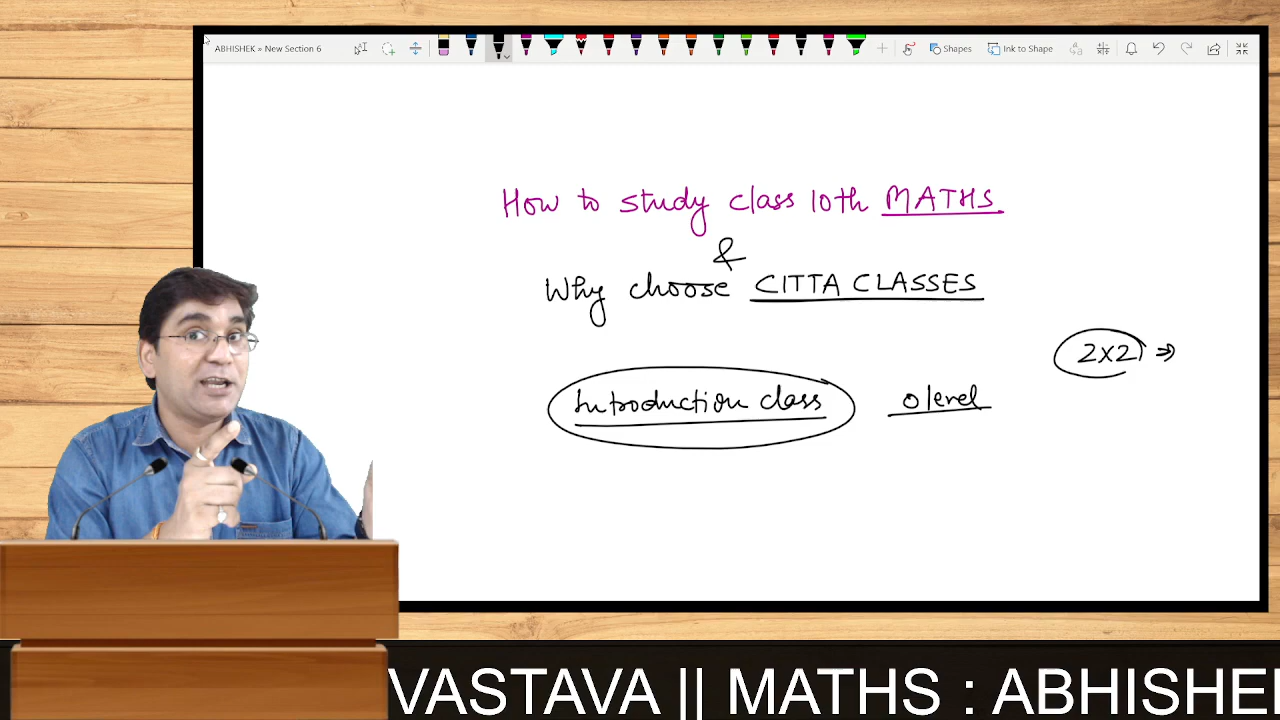 ABHISHEK » New Section 6
Shapes
Ink to Shape
How to study class 10th MATHS
&
Why choose CITTA CLASSES
2x2 ⇒
Introduction class
0 level
VASTAVA || MATHS : ABHISHEK